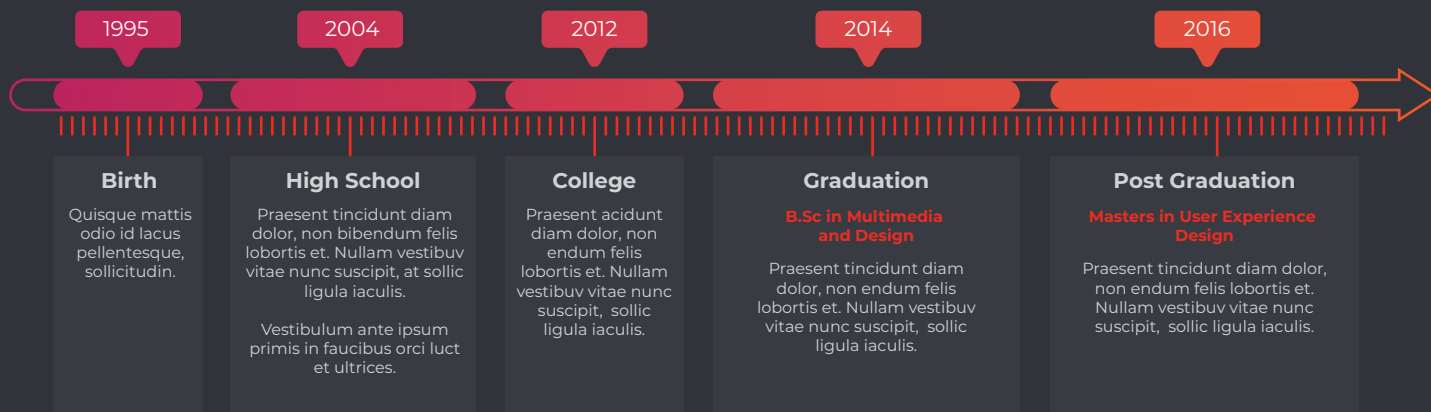 1995
2004
2012
2014
2016
Birth
Quisque mattis
odio id lacus
pellentesque,
sollicitudin.
High School
Praesent tincidunt diam
dolor, non bibendum felis
lobortis et. Nullam vestibuv
vitae nunc suscipit, at sollic
ligula iaculis.
Vestibulum ante ipsum
primis in faucibus orci luct
et ultrices.
College
Praesent acidunt
diam dolor, non
endum felis
lobortis et. Nullam
vestibuv vitae nunc
suscipit, sollic
ligula iaculis.
Graduation
B.Sc in Multimedia
and Design
Praesent tincidunt diam
dolor, non endum felis
lobortis et. Nullam vestibuv
vitae nunc suscipit, sollic
ligula iaculis.
Post Graduation
Masters in User Experience
Design
Praesent tincidunt diam dolor,
non endum felis lobortis et.
Nullam vestibuv vitae nunc
suscipit, sollic ligula iaculis.